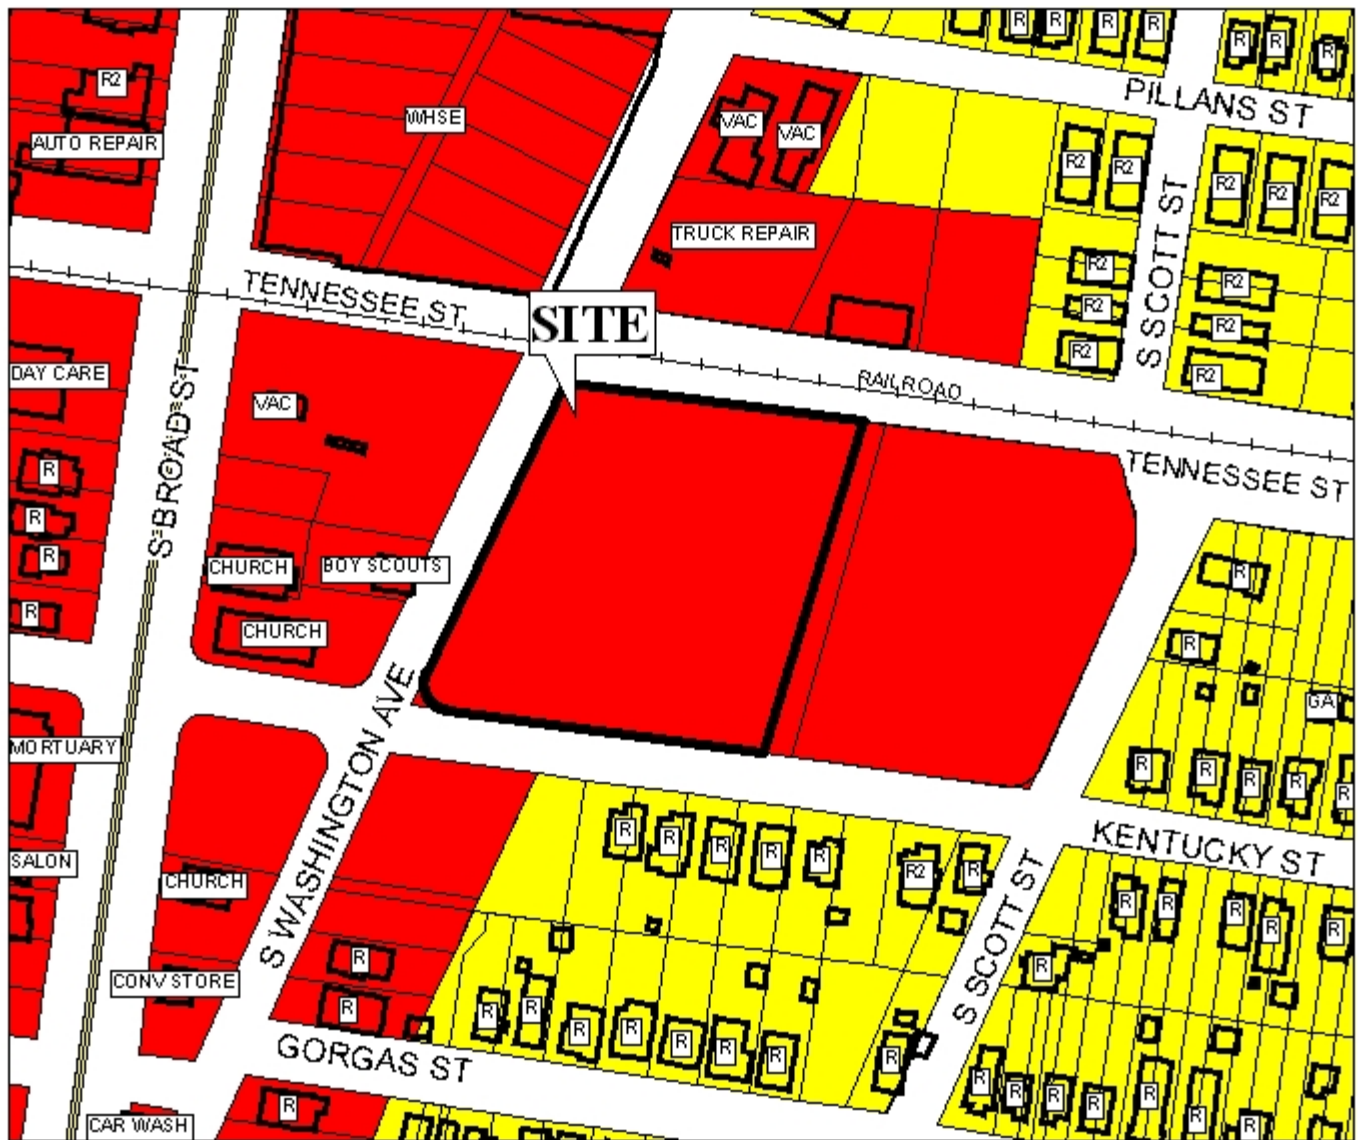 R
R
R
R
R
R
R
PILLANS ST
R2
WHSE
VAC
VAC
AUTO REPAIR
R2
R2
R2
R2
R2
S SCOTT ST
TRUCK REPAIR
R2
R2
R2
R2
R2
R2
TENNESSEE ST
SITE
RAILROAD
DAY CARE
VAC
S BROAD ST
TENNESSEE ST
R
R
R
R
CHURCH
BOY SCOUTS
CHURCH
R
R
GA
MORTUARY
S WASHINGTON AVE
R
R
R
R
R
KENTUCKY ST
R
R
R
R
R
R2
R
SALON
CHURCH
R
R
R
R
R
S SCOTT ST
R
R
CONV STORE
R
R
R
R
R
R
R
R
GORGAS ST
R
R
R
R
R
R
R
R
R
CAR WASH